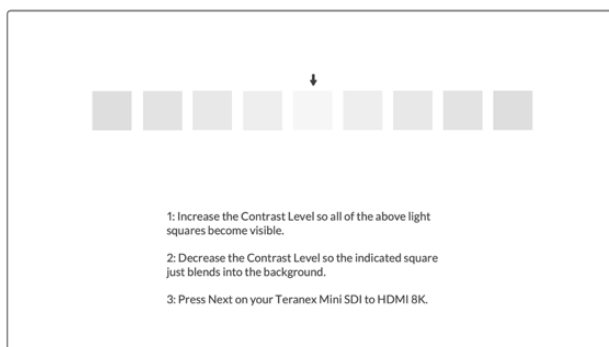 1: Increase the Contrast Level so all of the above light
squares become visible.
2: Decrease the Contrast Level so the indicated square
just blends into the background.
3: Press Next on your Teranex Mini SDI to HDMI 8K.